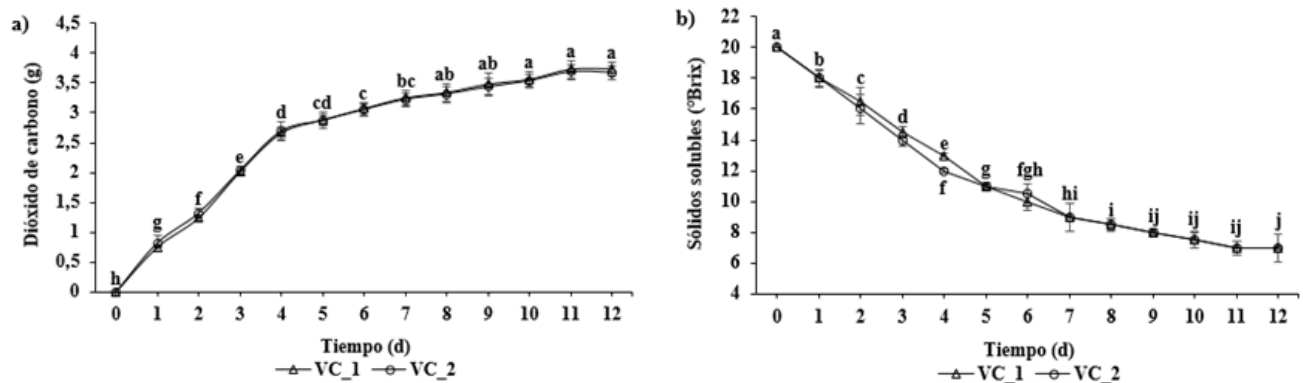 a)
Dióxido de carbono (g)
4,5
4
3,5
3
2,5
2
1,5
1
0,5
0
h g f e d cd c bc ab ab a a a
0 1 2 3 4 5 6 7 8 9 10 11 12
Tiempo (d)
VC_1 VC_2
b)
Sólidos solubles (°Brix)
22
20
18
16
14
12
10
8
6
4
a b c d e f g fgh hi i ij ij ij j
0 1 2 3 4 5 6 7 8 9 10 11 12
Tiempo (d)
VC_1 VC_2